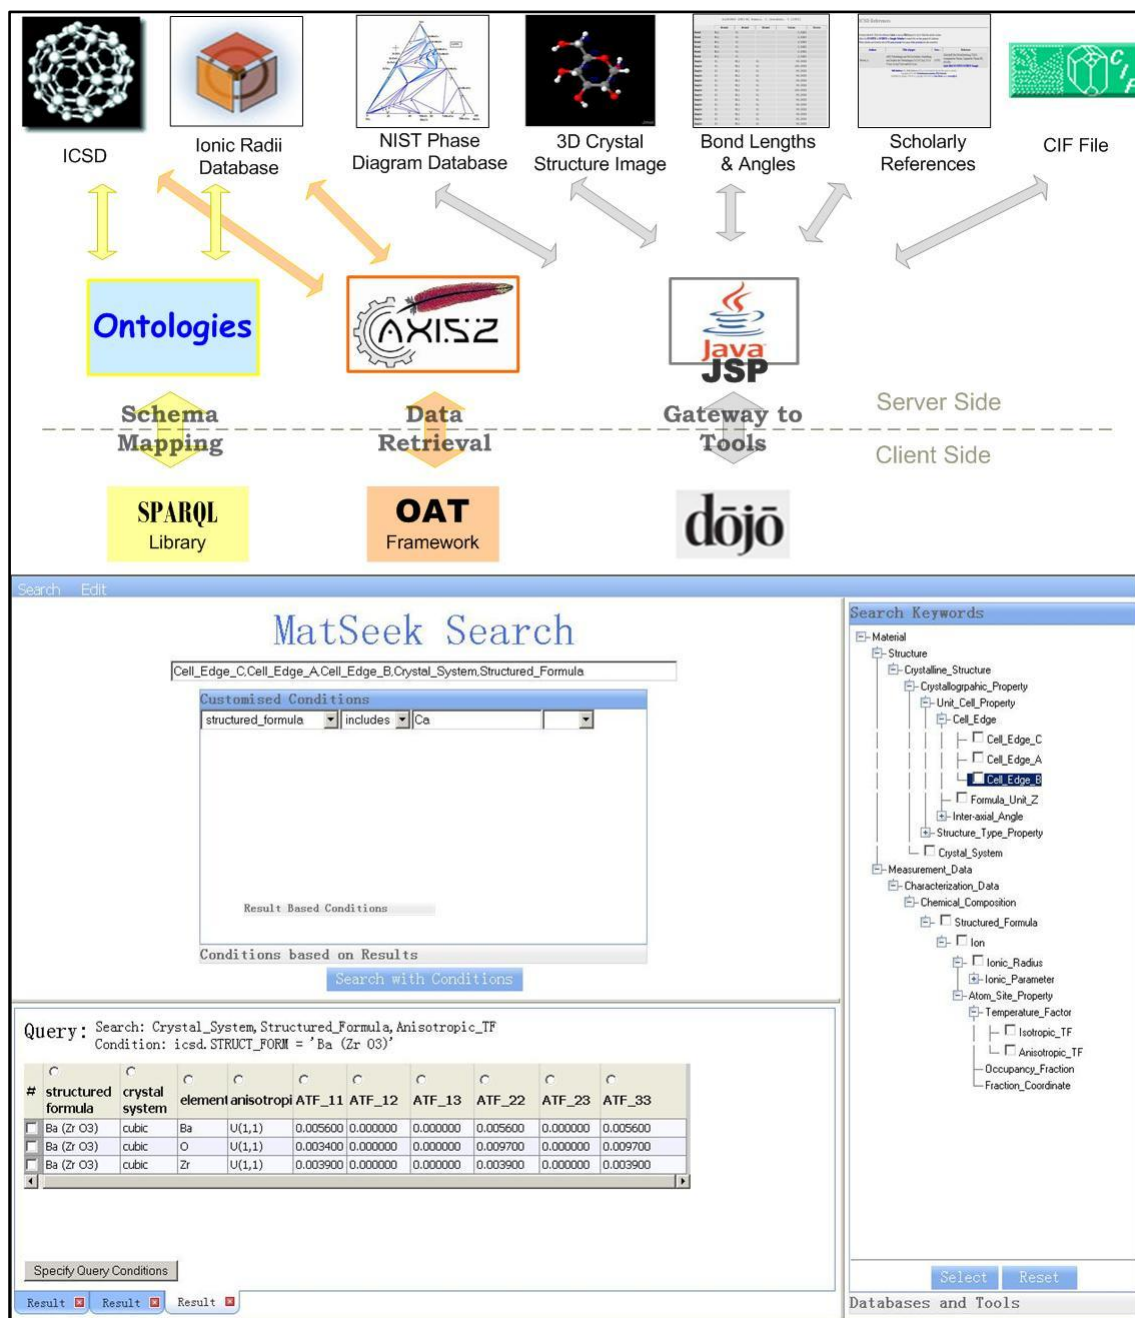 ICSD
Ionic Radii
Database
NIST Phase
Diagram Database
3D Crystal
Structure Image
Bond Lengths
& Angles
Scholarly
References
CIF File
CIF
Ontologies
AXIS2
Java
JSP
Schema
Mapping
Data
Retrieval
Gateway to
Tools
Server Side
Client Side
SPARQL
Library
OAT
Framework
dōjō
Search Edit
MatSeek Search
Cell_Edge_C,Cell_Edge_A,Cell_Edge_B,Crystal_System,Structured_Formula
Customised Conditions
structured_formula includes Ca
Result Based Conditions
Conditions based on Results
Search with Conditions
Search Keywords
Material
Structure
Crystalline_Structure
Crystallogrpahic_Property
Unit_Cell_Property
Cell_Edge
Cell_Edge_C
Cell_Edge_A
Cell_Edge_B
Formula_Unit_Z
Inter-axial_Angle
Structure_Type_Property
Crystal_System
Measurement_Data
Characterization_Data
Chemical_Composition
Structured_Formula
Ion
Ionic_Radius
Ionic_Parameter
Atom_Site_Property
Temperature_Factor
Isotropic_TF
Anisotropic_TF
Occupancy_Fraction
Fraction_Coordinate
Select Reset
Databases and Tools
Query: Search: Crystal_System,Structured_Formula,Anisotropic_TF
Condition: icsd.STRUCT_FORM = 'Ba (Zr O3)'
# structured formula crystal system element anisotropi ATF_11 ATF_12 ATF_13 ATF_22 ATF_23 ATF_33
Ba (Zr O3) cubic Ba U(1,1) 0.005600 0.000000 0.000000 0.005600 0.000000 0.005600
Ba (Zr O3) cubic O U(1,1) 0.003400 0.000000 0.000000 0.009700 0.000000 0.009700
Ba (Zr O3) cubic Zr U(1,1) 0.003900 0.000000 0.000000 0.003900 0.000000 0.003900
Specify Query Conditions
Result Result Result